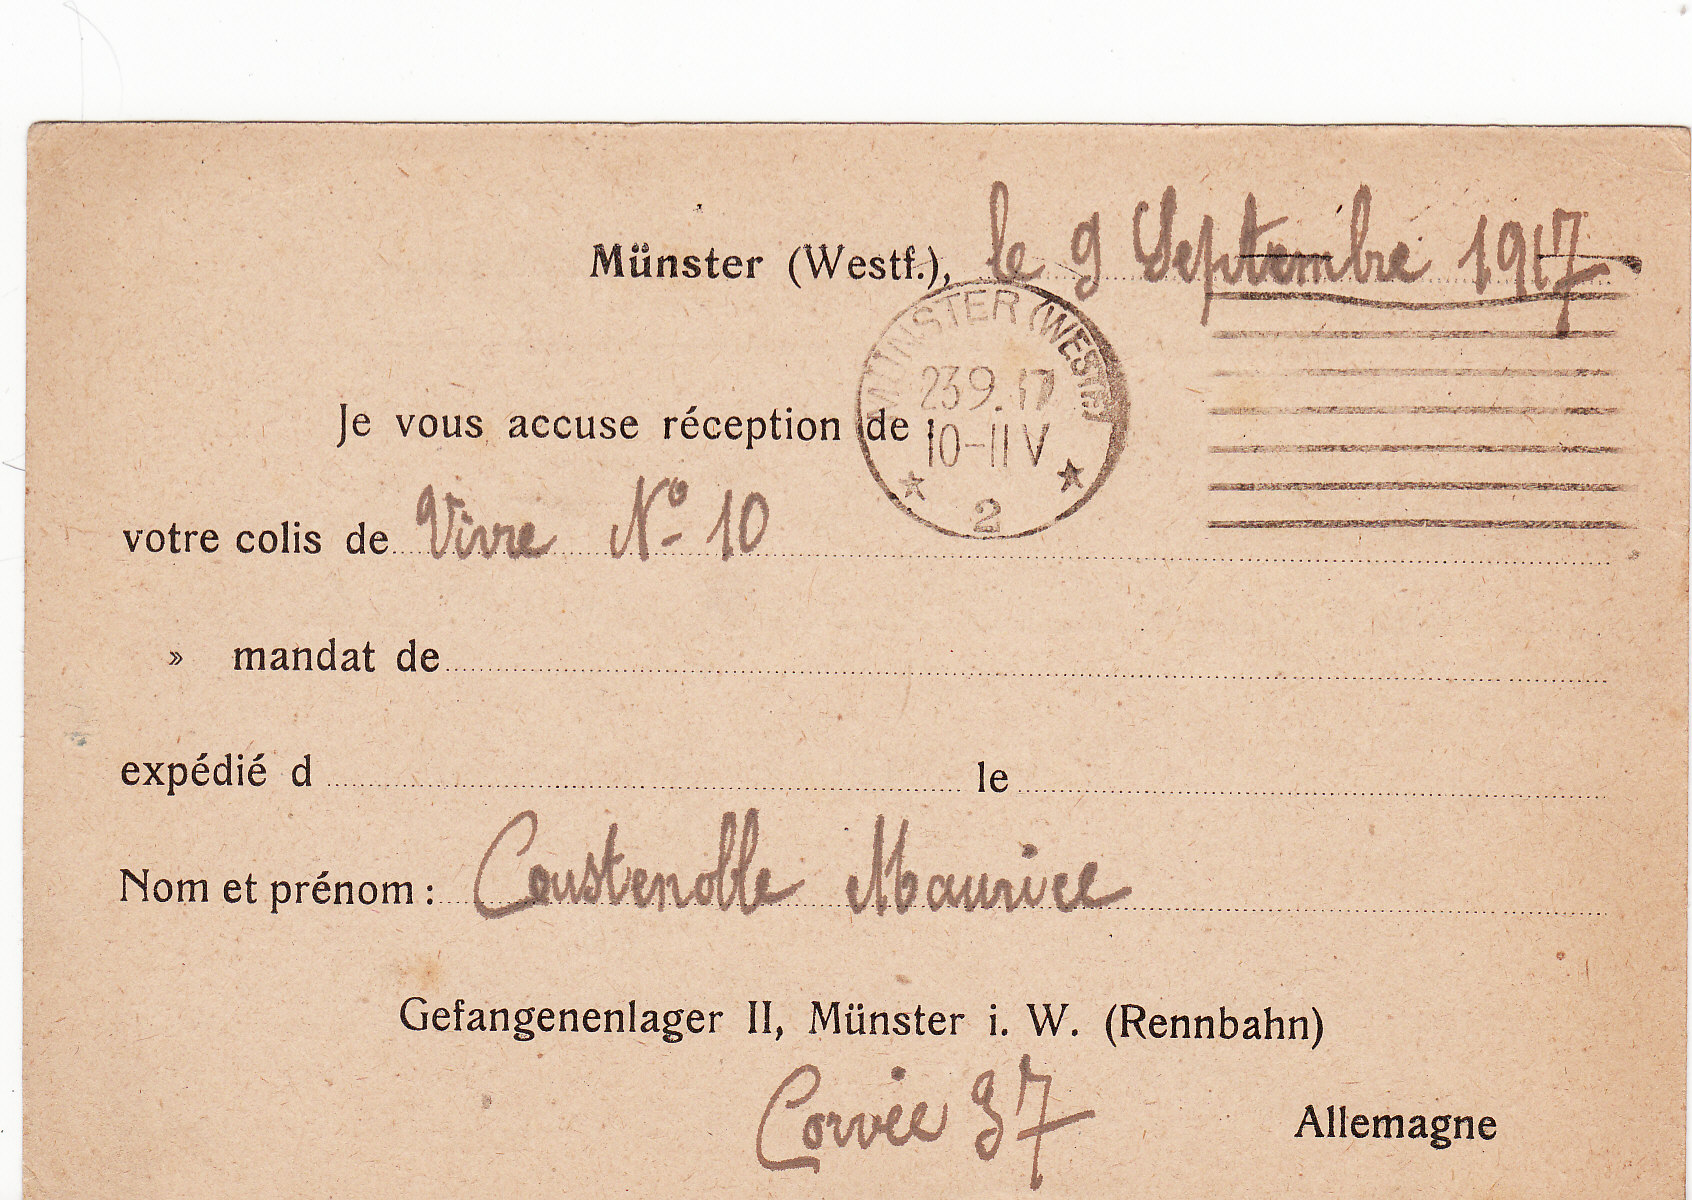 Münster (Westf.), le 9 Septembre 1917
MÜNSTER (WESTF.)
23 9. 17
10-11 V
2
Je vous accuse réception de :
votre colis de Vivre No 10
» mandat de
expédié d le
Nom et prénom : Coustenoble Maurice
Gefangenenlager II, Münster i. W. (Rennbahn)
Corvée 97
Allemagne